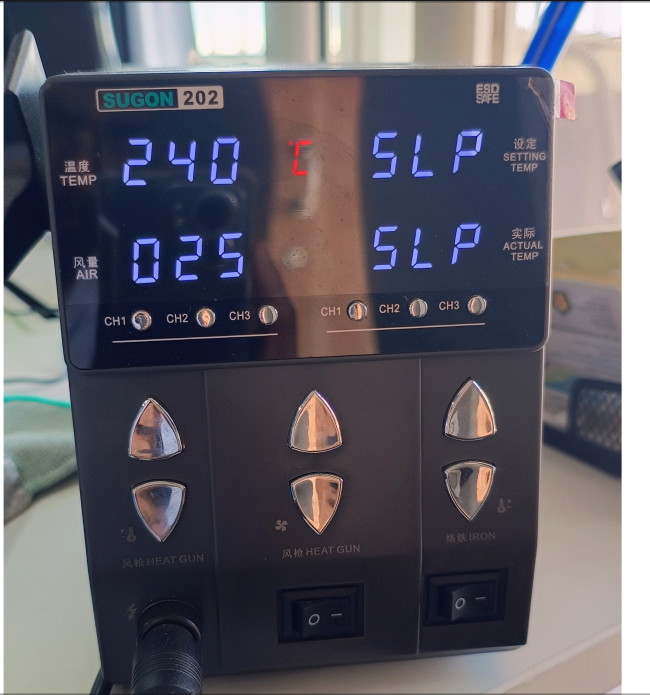 SUGON 202
ESD
SAFE
温度
TEMP
240
℃
SLP
设定
SETTING
TEMP
风量
AIR
025
SLP
实际
ACTUAL
TEMP
CH1 CH2 CH3
CH1 CH2 CH3
风枪 HEAT GUN
风枪 HEAT GUN
烙铁 IRON
O −
O −